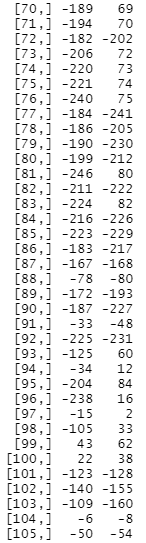 [70,] -189 69
[71,] -194 70
[72,] -182 -202
[73,] -206 72
[74,] -220 73
[75,] -221 74
[76,] -240 75
[77,] -184 -241
[78,] -186 -205
[79,] -190 -230
[80,] -199 -212
[81,] -246 80
[82,] -211 -222
[83,] -224 82
[84,] -216 -226
[85,] -223 -229
[86,] -183 -217
[87,] -167 -168
[88,] -78 -80
[89,] -172 -193
[90,] -187 -227
[91,] -33 -48
[92,] -225 -231
[93,] -125 60
[94,] -34 12
[95,] -204 84
[96,] -238 16
[97,] -15 2
[98,] -105 33
[99,] 43 62
[100,] 22 38
[101,] -123 -128
[102,] -140 -155
[103,] -109 -160
[104,] -6 -8
[105,] -50 -54